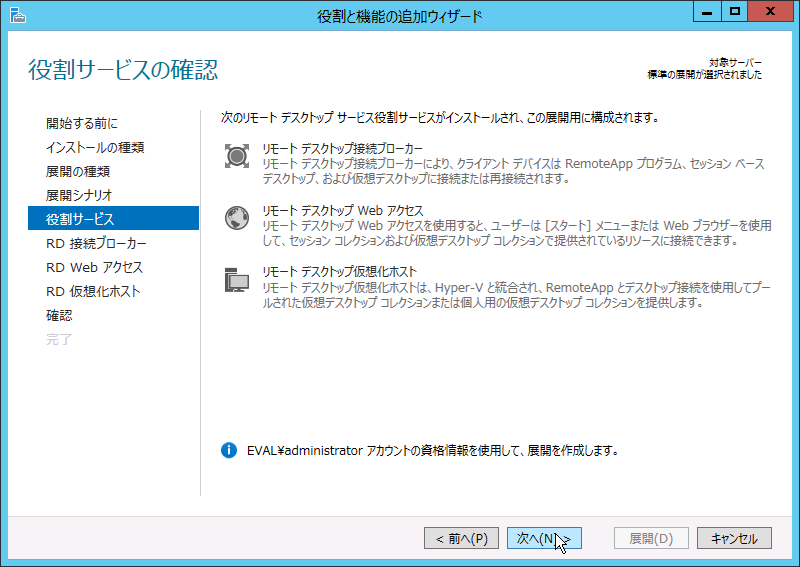 役割と機能の追加ウィザード
役割サービスの確認
対象サーバー
標準の展開が選択されました
開始する前に
インストールの種類
展開の種類
展開シナリオ
役割サービス
RD 接続ブローカー
RD Web アクセス
RD 仮想化ホスト
確認
完了
次のリモート デスクトップ サービス役割サービスがインストールされ、この展開用に構成されます。
リモート デスクトップ接続ブローカー
リモート デスクトップ接続ブローカーにより、クライアント デバイスは RemoteApp プログラム、セッション ベース
デスクトップ、および仮想デスクトップに接続または再接続されます。
リモート デスクトップ Web アクセス
リモート デスクトップ Web アクセスを使用すると、ユーザーは [スタート] メニューまたは Web ブラウザーを使用
して、セッション コレクションおよび仮想デスクトップ コレクションで提供されているリソースに接続できます。
リモート デスクトップ仮想化ホスト
リモート デスクトップ仮想化ホストは、Hyper-V と統合され、RemoteApp とデスクトップ接続を使用してプー
ルされた仮想デスクトップ コレクションまたは個人用の仮想デスクトップ コレクションを提供します。
EVAL¥administrator アカウントの資格情報を使用して、展開を作成します。
< 前へ(P)
次へ(N) >
展開(D)
キャンセル